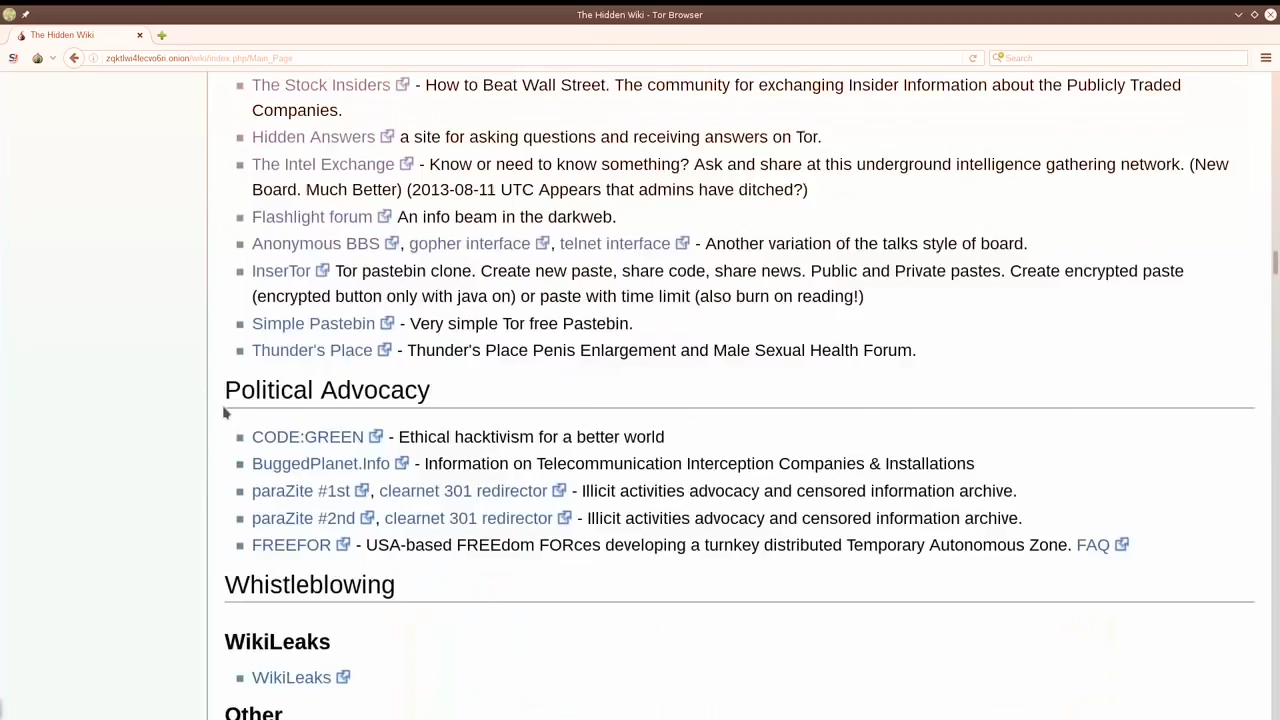 The Hidden Wiki - Tor Browser
The Hidden Wiki
zqktlwi4fecvo6ri.onion/wiki/index.php/Main_Page
Search
The Stock Insiders - How to Beat Wall Street. The community for exchanging Insider Information about the Publicly Traded
Companies.
Hidden Answers a site for asking questions and receiving answers on Tor.
The Intel Exchange - Know or need to know something? Ask and share at this underground intelligence gathering network. (New
Board. Much Better) (2013-08-11 UTC Appears that admins have ditched?)
Flashlight forum An info beam in the darkweb.
Anonymous BBS, gopher interface, telnet interface - Another variation of the talks style of board.
InserTor Tor pastebin clone. Create new paste, share code, share news. Public and Private pastes. Create encrypted paste
(encrypted button only with java on) or paste with time limit (also burn on reading!)
Simple Pastebin - Very simple Tor free Pastebin.
Thunder's Place - Thunder's Place Penis Enlargement and Male Sexual Health Forum.
Political Advocacy
CODE:GREEN - Ethical hacktivism for a better world
BuggedPlanet.Info - Information on Telecommunication Interception Companies & Installations
paraZite #1st, clearnet 301 redirector - Illicit activities advocacy and censored information archive.
paraZite #2nd, clearnet 301 redirector - Illicit activities advocacy and censored information archive.
FREEFOR - USA-based FREEdom FORces developing a turnkey distributed Temporary Autonomous Zone. FAQ
Whistleblowing
WikiLeaks
WikiLeaks
Other